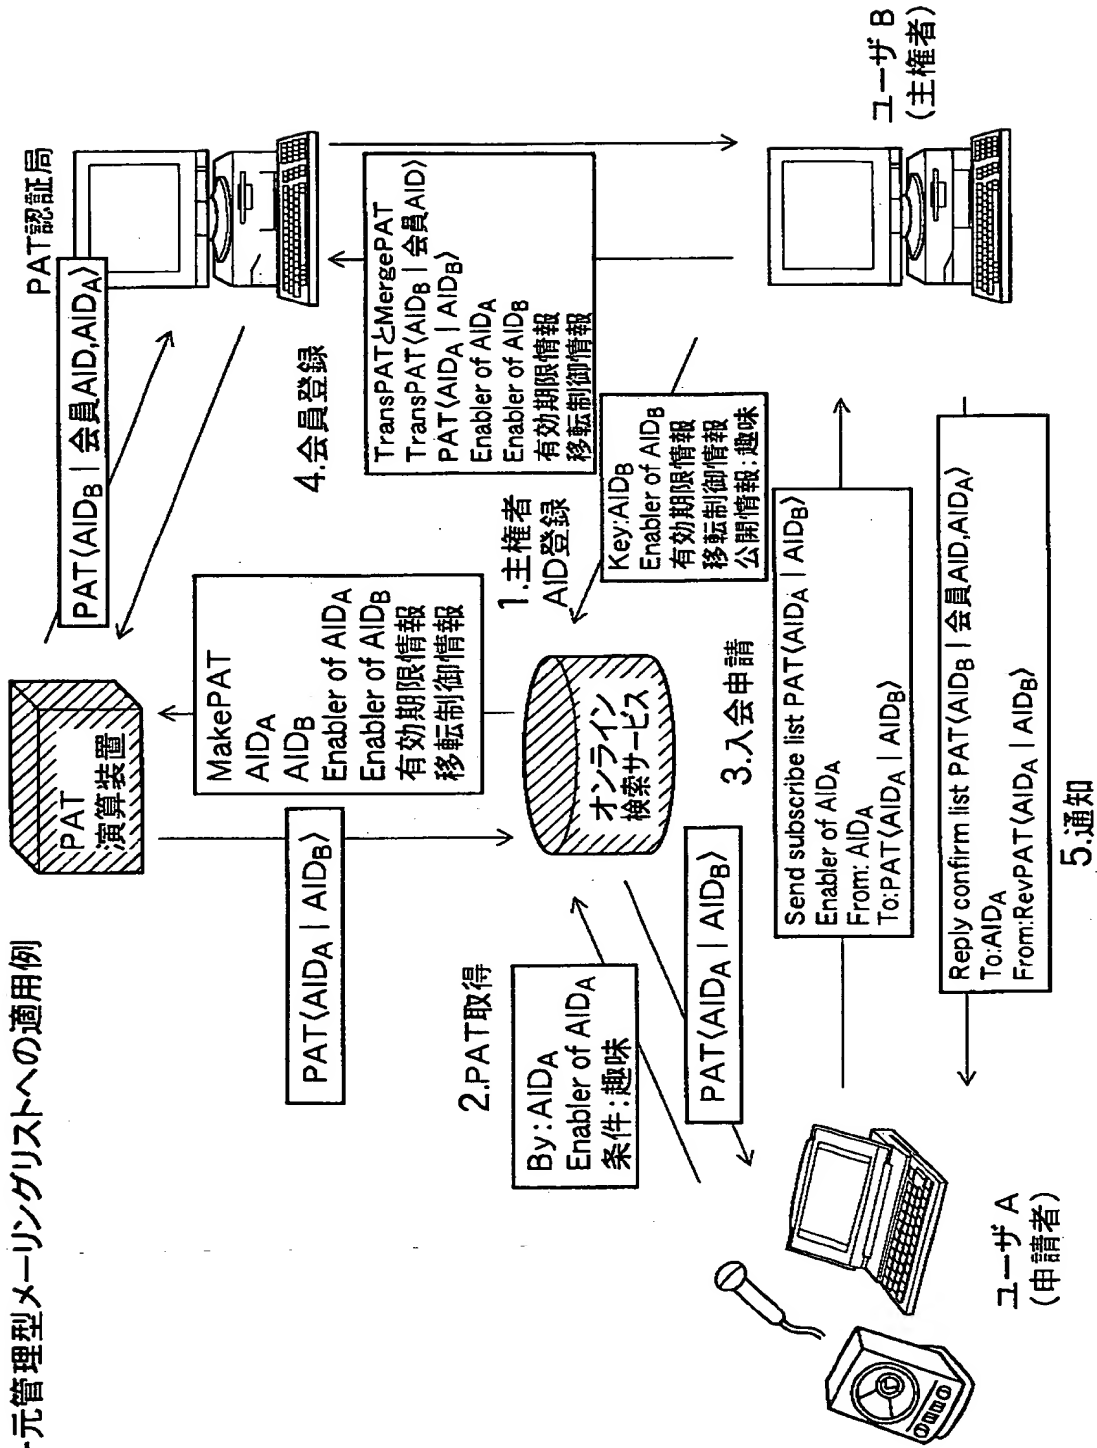 元管理型メーリングリストへの適用例
PAT
演算装置
PAT認証局
PAT⟨AIDB | 会員AID,AIDA⟩
PAT⟨AIDA | AIDB⟩
MakePAT
AIDA
AIDB
Enabler of AIDA
Enabler of AIDB
有効期限情報
移転制御情報
4.会員登録
TransPATとMergePAT
TransPAT⟨AIDB | 会員AID⟩
PAT⟨AIDA | AIDB⟩
Enabler of AIDA
Enabler of AIDB
有効期限情報
移転制御情報
2.PAT取得
By:AIDA
Enabler of AIDA
条件:趣味
オンライン
検索サービス
1.主権者
AID登録
Key:AIDB
Enabler of AIDB
有効期限情報
移転制御情報
公開情報:趣味
PAT⟨AIDA | AIDB⟩
3.入会申請
Send subscribe list PAT⟨AIDA | AIDB⟩
Enabler of AIDA
From: AIDA
To:PAT⟨AIDA | AIDB⟩
Reply confirm list PAT⟨AIDB | 会員AID,AIDA⟩
To:AIDA
From:RevPAT⟨AIDA | AIDB⟩
5.通知
ユーザ A
(申請者)
ユーザ B
(主権者)